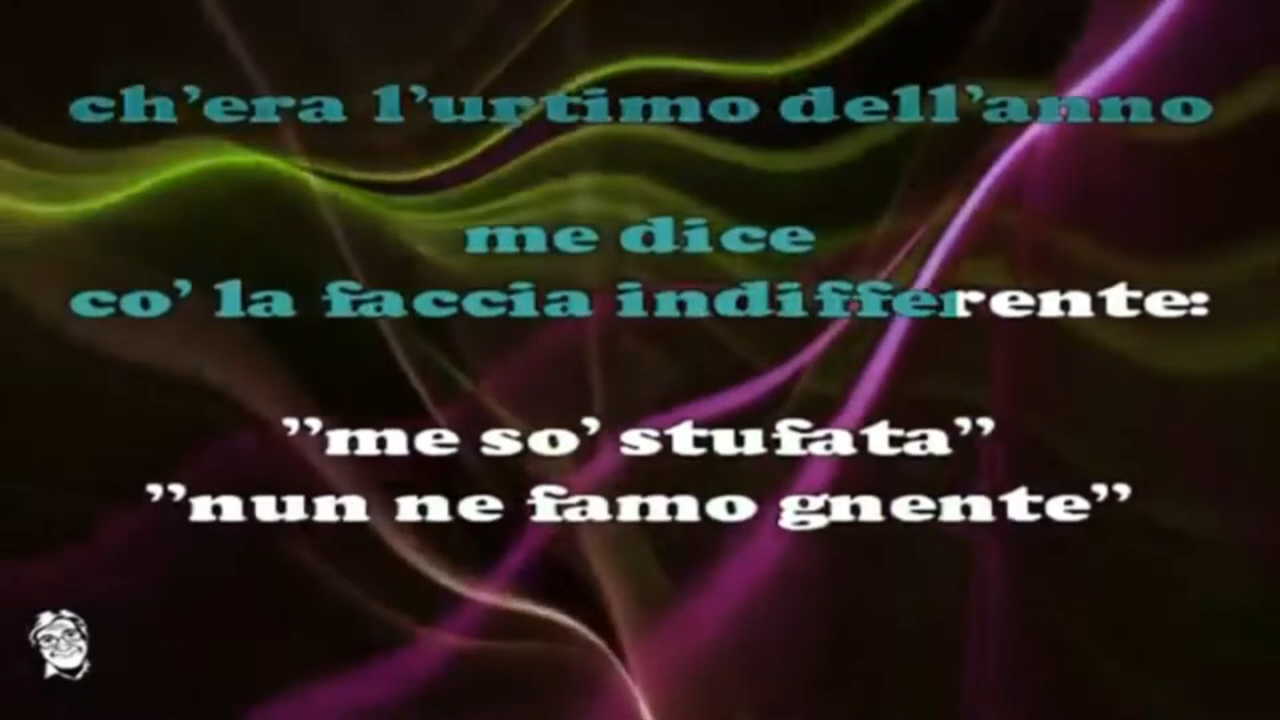 ch’era l’urtimo dell’anno
me dice
co’ la faccia indifferente:
”me so’ stufata”
”nun ne famo gnente”